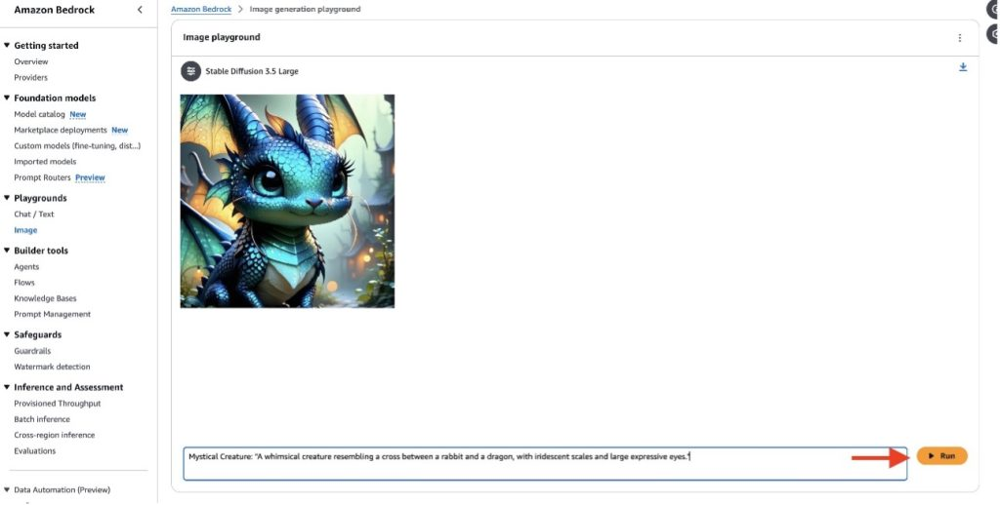 Amazon Bedrock
Getting started
Overview
Providers
Foundation models
Model catalog New
Marketplace deployments New
Custom models (fine-tuning, dist...)
Imported models
Prompt Routers Preview
Playgrounds
Chat / Text
Image
Builder tools
Agents
Flows
Knowledge Bases
Prompt Management
Safeguards
Guardrails
Watermark detection
Inference and Assessment
Provisioned Throughput
Batch inference
Cross-region inference
Evaluations
Data Automation (Preview)
Amazon Bedrock > Image generation playground
Image playground
Stable Diffusion 3.5 Large
Mystical Creature: "A whimsical creature resembling a cross between a rabbit and a dragon, with iridescent scales and large expressive eyes."
Run